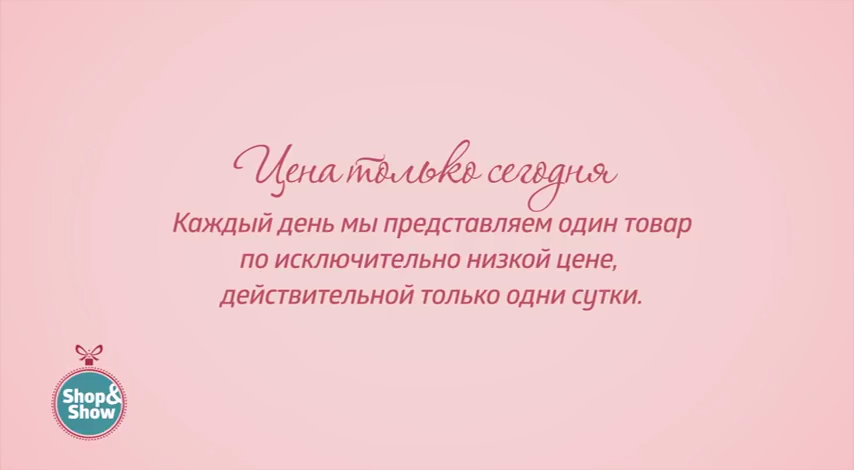 Цена только сегодня
Каждый день мы представляем один товар
по исключительно низкой цене,
действительной только одни сутки.
Shop&
Show